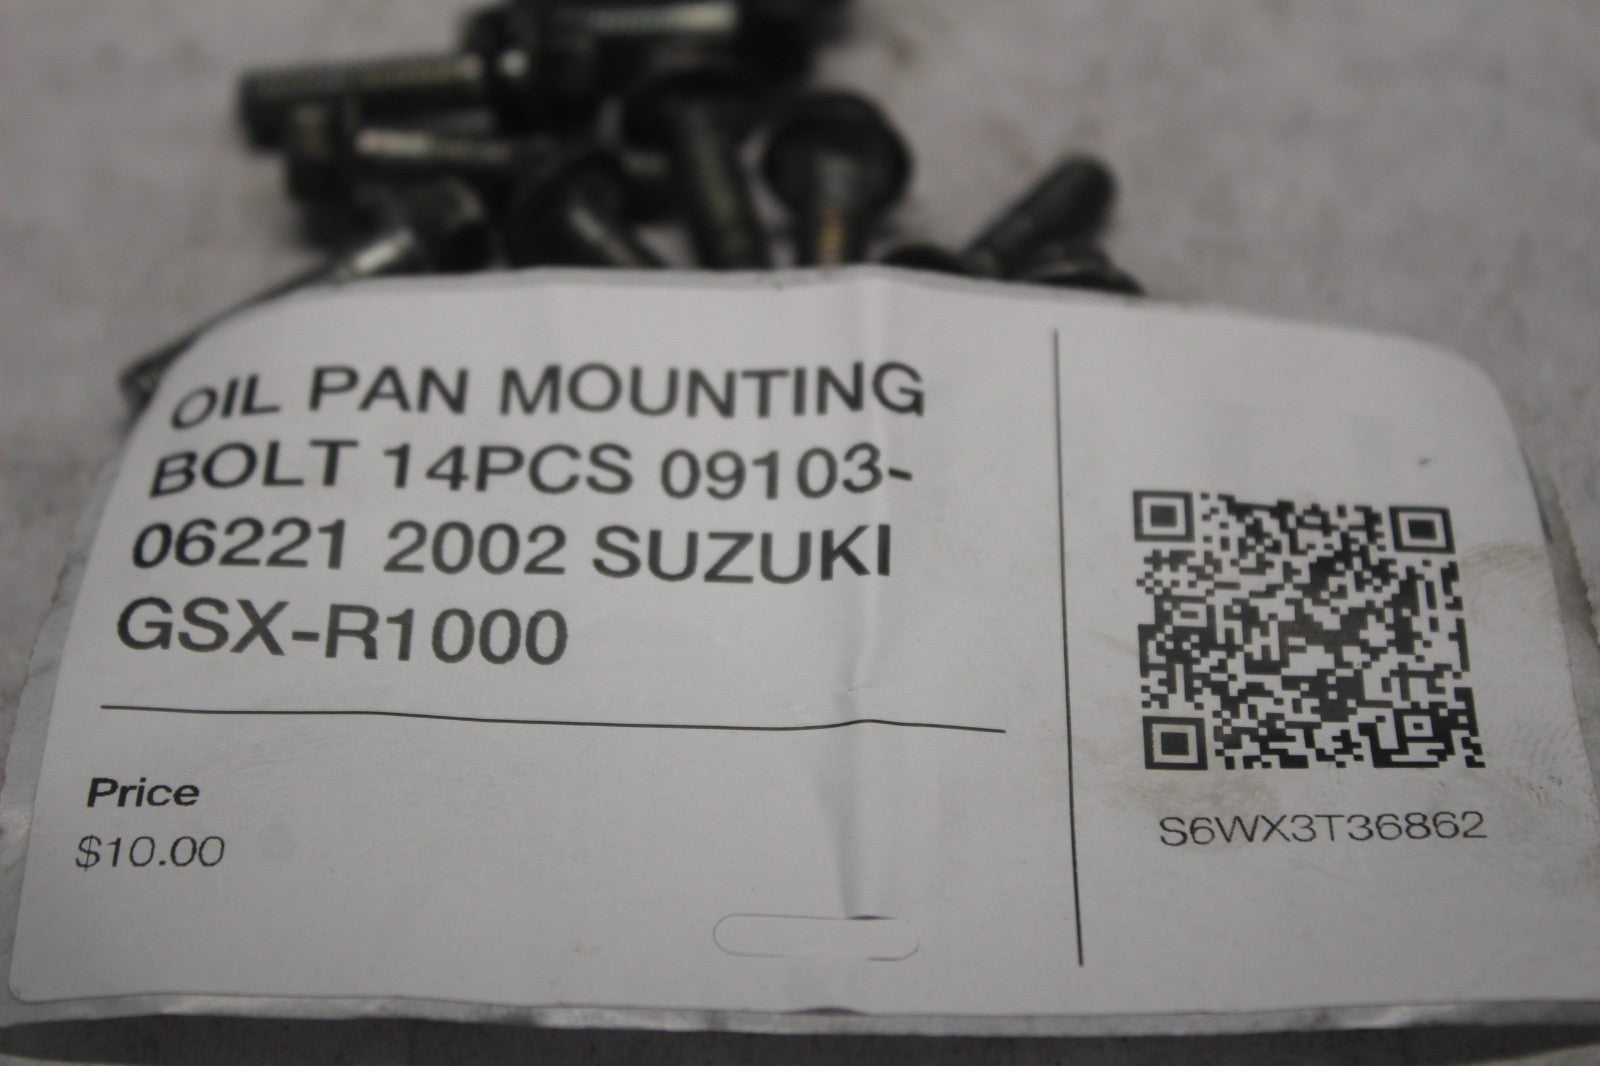 OIL PAN MOUNTING
BOLT 14PCS 09103-
06221 2002 SUZUKI
GSX-R1000
Price
$10.00
S6WX3T36862